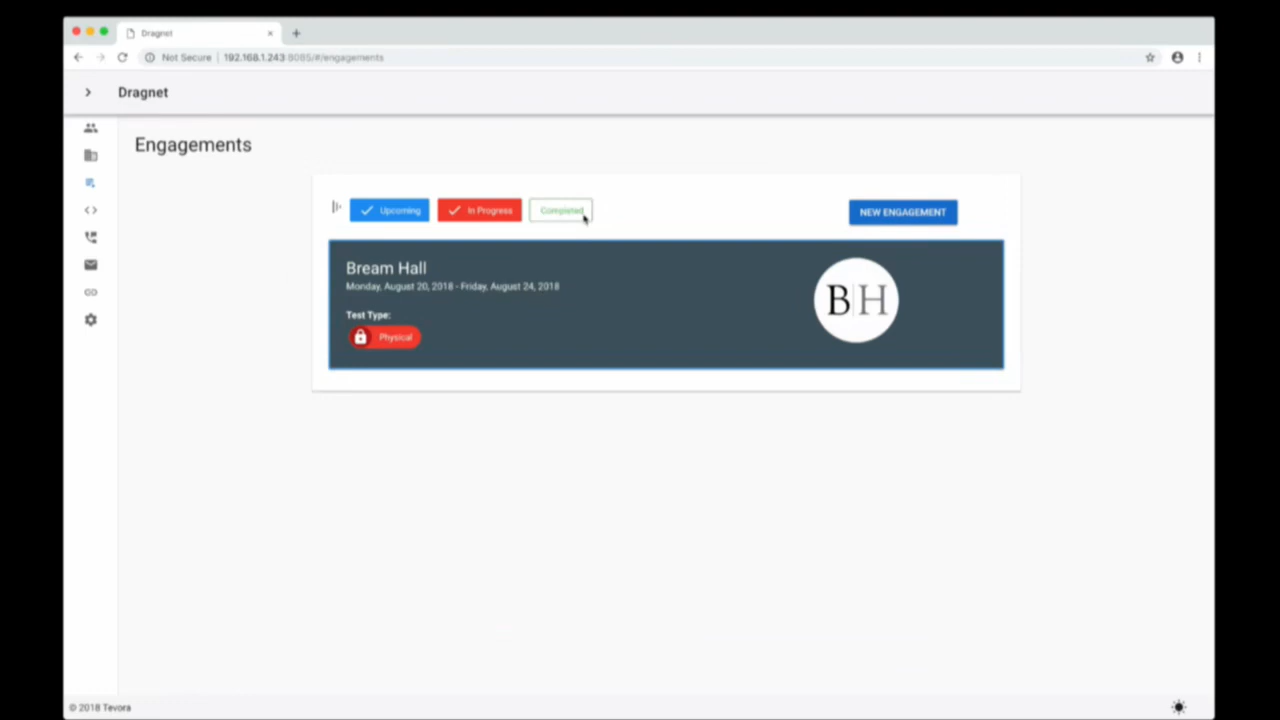 Dragnet
Not Secure | 192.168.1.243:8085/#/engagements
Dragnet
Engagements
Upcoming
In Progress
Completed
NEW ENGAGEMENT
Bream Hall
Monday, August 20, 2018 - Friday, August 24, 2018
B|H
Test Type:
Physical
© 2018 Tevora